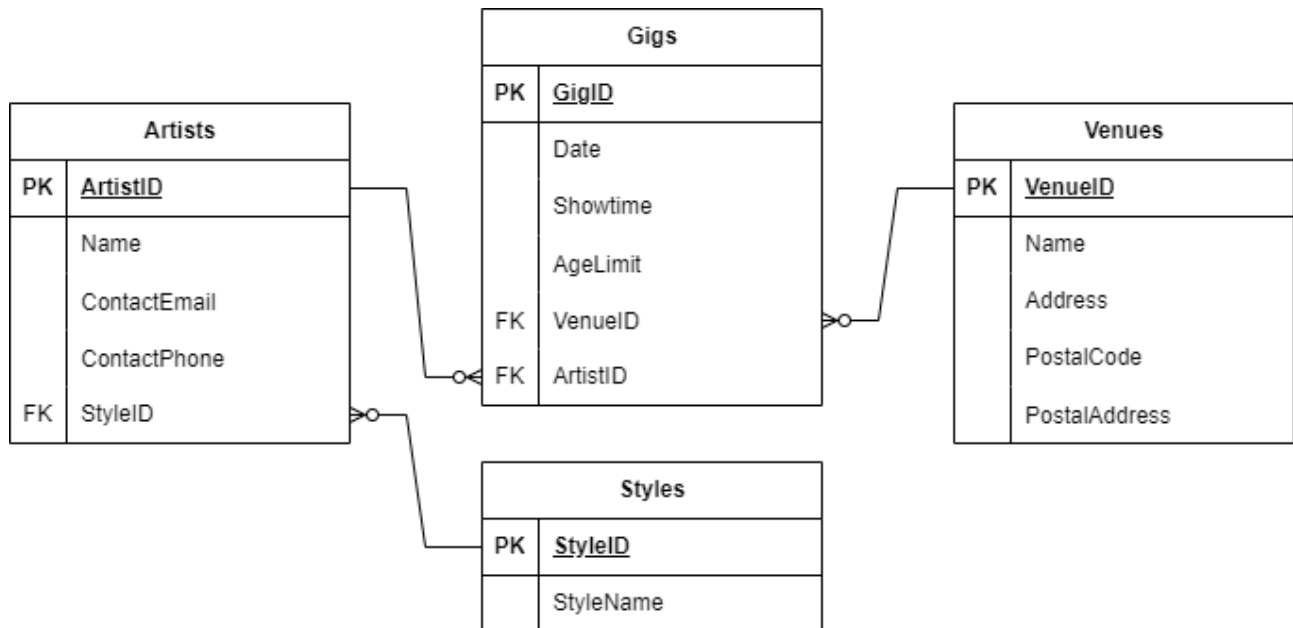 Gigs
PK GigID
Date
Showtime
AgeLimit
FK VenueID
FK ArtistID
Artists
PK ArtistID
Name
ContactEmail
ContactPhone
FK StyleID
Venues
PK VenueID
Name
Address
PostalCode
PostalAddress
Styles
PK StyleID
StyleName